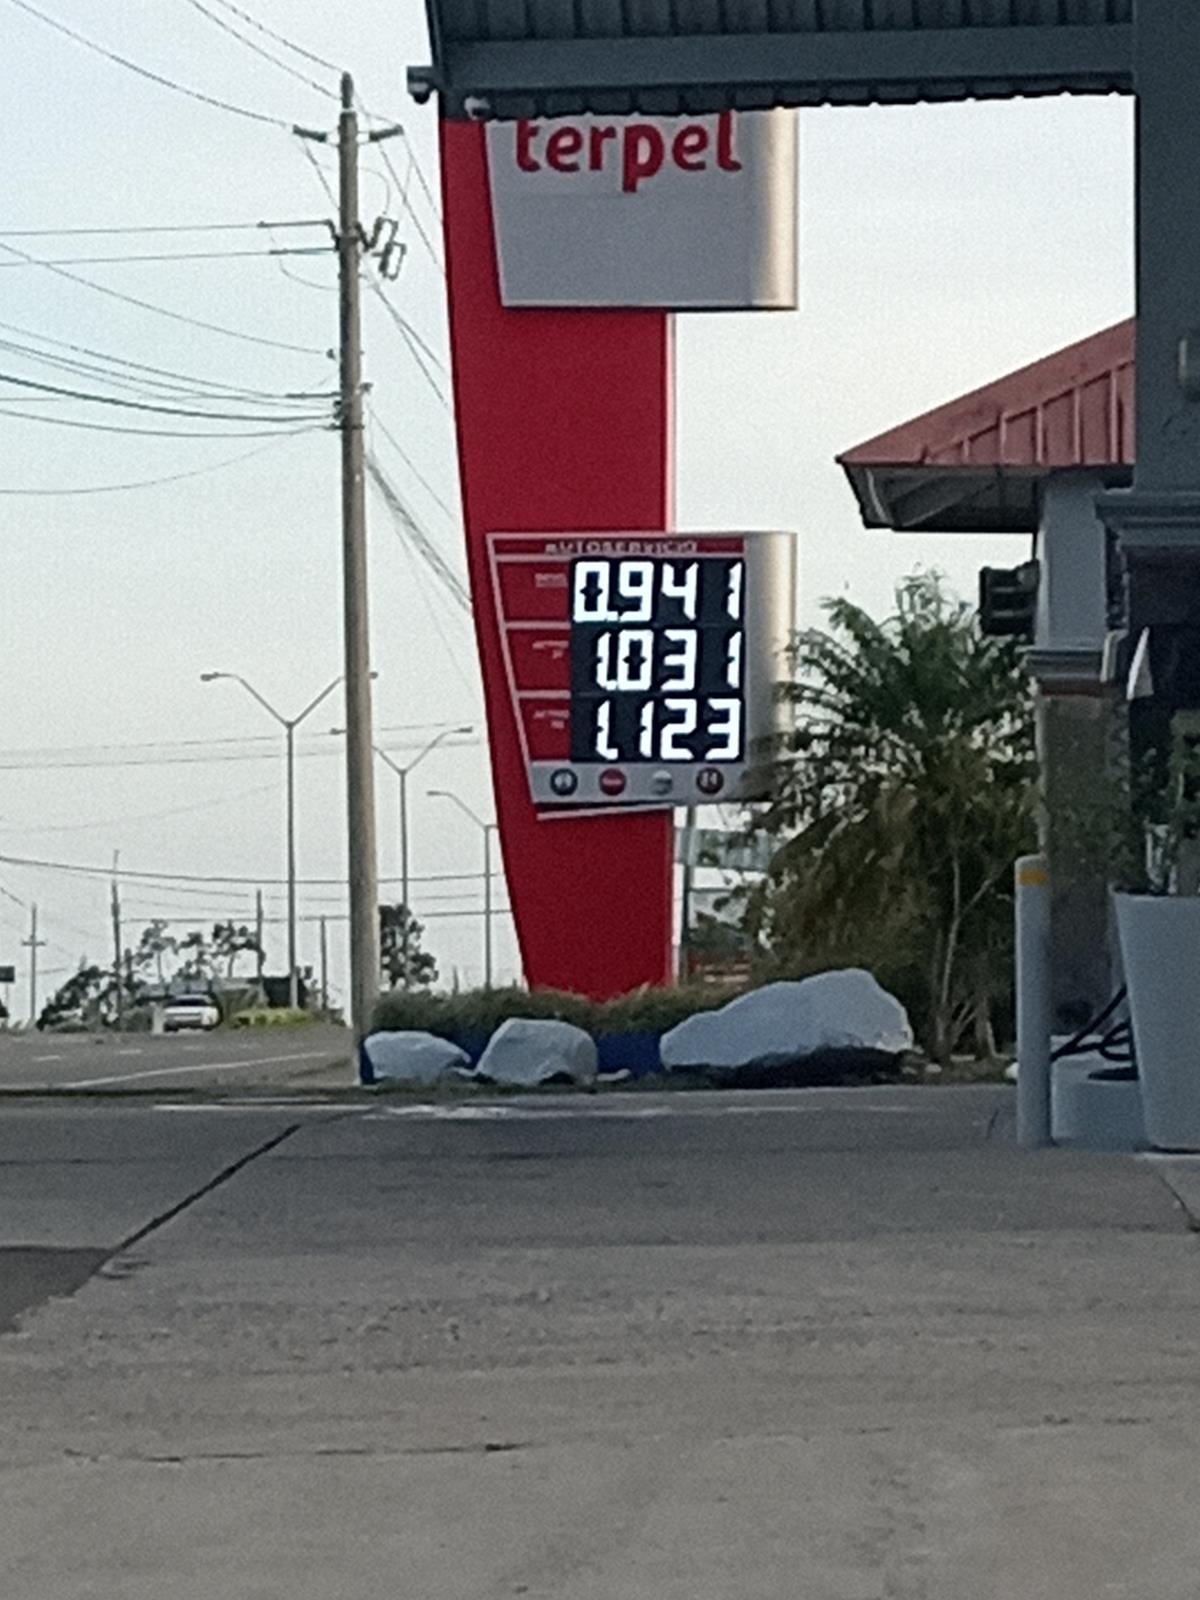 terpel
AUTOSERVICIO
0.941
1.031
1.123